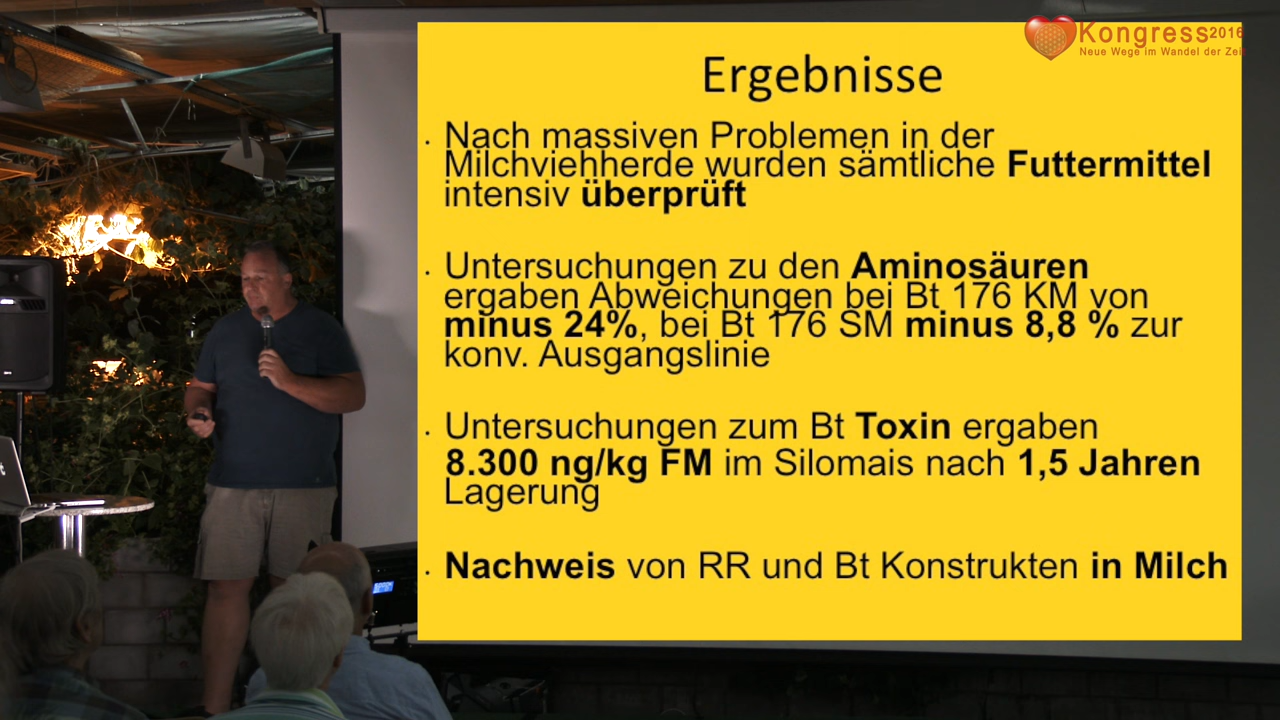 Kongress2016
Neue Wege im Wandel der Zeit
Ergebnisse
• Nach massiven Problemen in der
Milchviehherde wurden sämtliche Futtermittel
intensiv überprüft
• Untersuchungen zu den Aminosäuren
ergaben Abweichungen bei Bt 176 KM von
minus 24%, bei Bt 176 SM minus 8,8 % zur
konv. Ausgangslinie
• Untersuchungen zum Bt Toxin ergaben
8.300 ng/kg FM im Silomais nach 1,5 Jahren
Lagerung
• Nachweis von RR und Bt Konstrukten in Milch